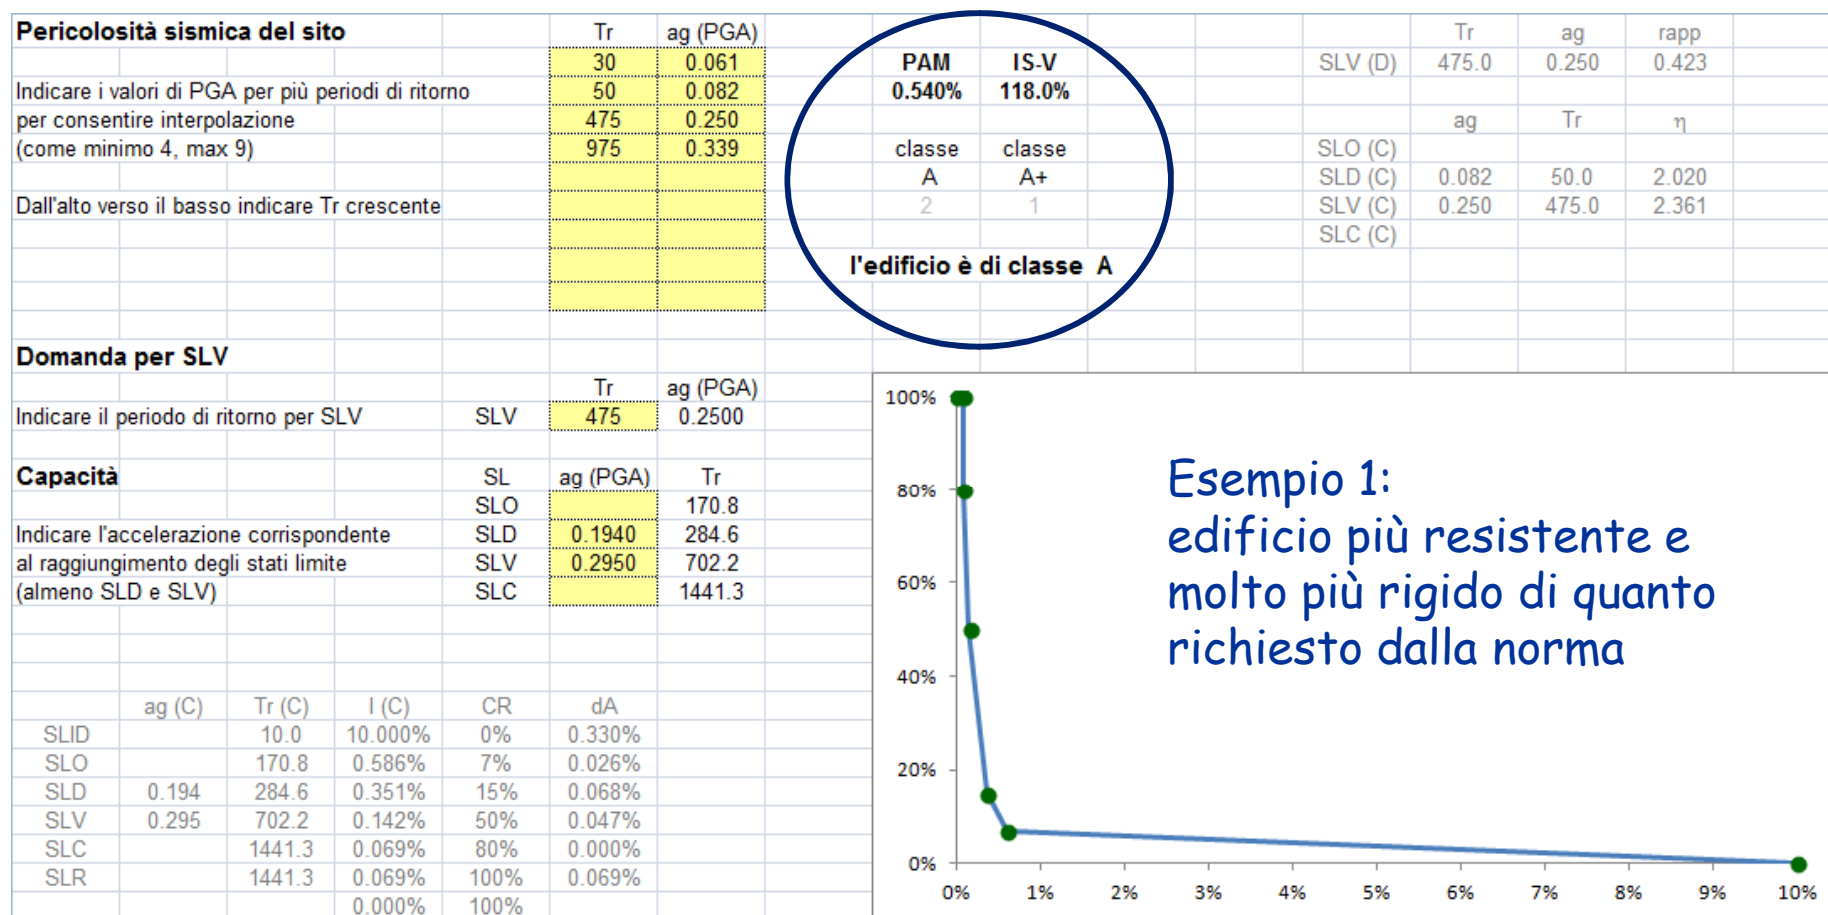 Pericolosità sismica del sito Tr ag (PGA)
30 0.061
Indicare i valori di PGA per più periodi di ritorno 50 0.082
per consentire interpolazione 475 0.250
(come minimo 4, max 9) 975 0.339
Dall'alto verso il basso indicare Tr crescente
PAM IS-V
0.540% 118.0%
classe classe
A A+
2 1
l'edificio è di classe A
Tr ag rapp
SLV (D) 475.0 0.250 0.423
ag Tr η
SLO (C)
SLD (C) 0.082 50.0 2.020
SLV (C) 0.250 475.0 2.361
SLC (C)
Domanda per SLV
Tr ag (PGA)
Indicare il periodo di ritorno per SLV SLV 475 0.2500
Capacità SL ag (PGA) Tr
SLO 170.8
Indicare l'accelerazione corrispondente SLD 0.1940 284.6
al raggiungimento degli stati limite SLV 0.2950 702.2
(almeno SLD e SLV) SLC 1441.3
ag (C) Tr (C) I (C) CR dA
SLID 10.0 10.000% 0% 0.330%
SLO 170.8 0.586% 7% 0.026%
SLD 0.194 284.6 0.351% 15% 0.068%
SLV 0.295 702.2 0.142% 50% 0.047%
SLC 1441.3 0.069% 80% 0.000%
SLR 1441.3 0.069% 100% 0.069%
0.000% 100%
Esempio 1:
edificio più resistente e
molto più rigido di quanto
richiesto dalla norma
100%
80%
60%
40%
20%
0%
0% 1% 2% 3% 4% 5% 6% 7% 8% 9% 10%